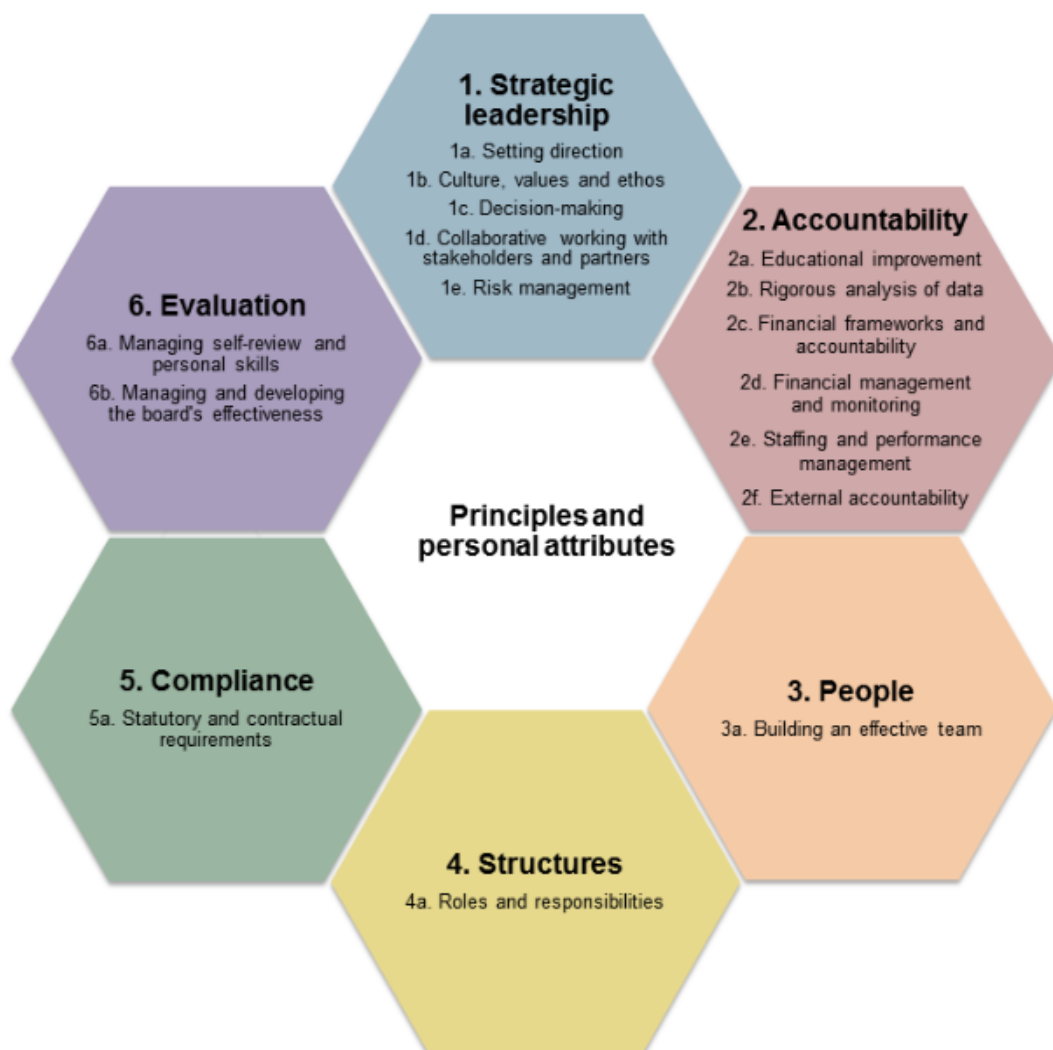 1. Strategic
leadership
1a. Setting direction
1b. Culture, values and ethos
1c. Decision-making
1d. Collaborative working with
stakeholders and partners
1e. Risk management
2. Accountability
2a. Educational improvement
2b. Rigorous analysis of data
2c. Financial frameworks and
accountability
2d. Financial management
and monitoring
2e. Staffing and performance
management
2f. External accountability
3. People
3a. Building an effective team
4. Structures
4a. Roles and responsibilities
5. Compliance
5a. Statutory and contractual
requirements
6. Evaluation
6a. Managing self-review and
personal skills
6b. Managing and developing
the board's effectiveness
Principles and
personal attributes